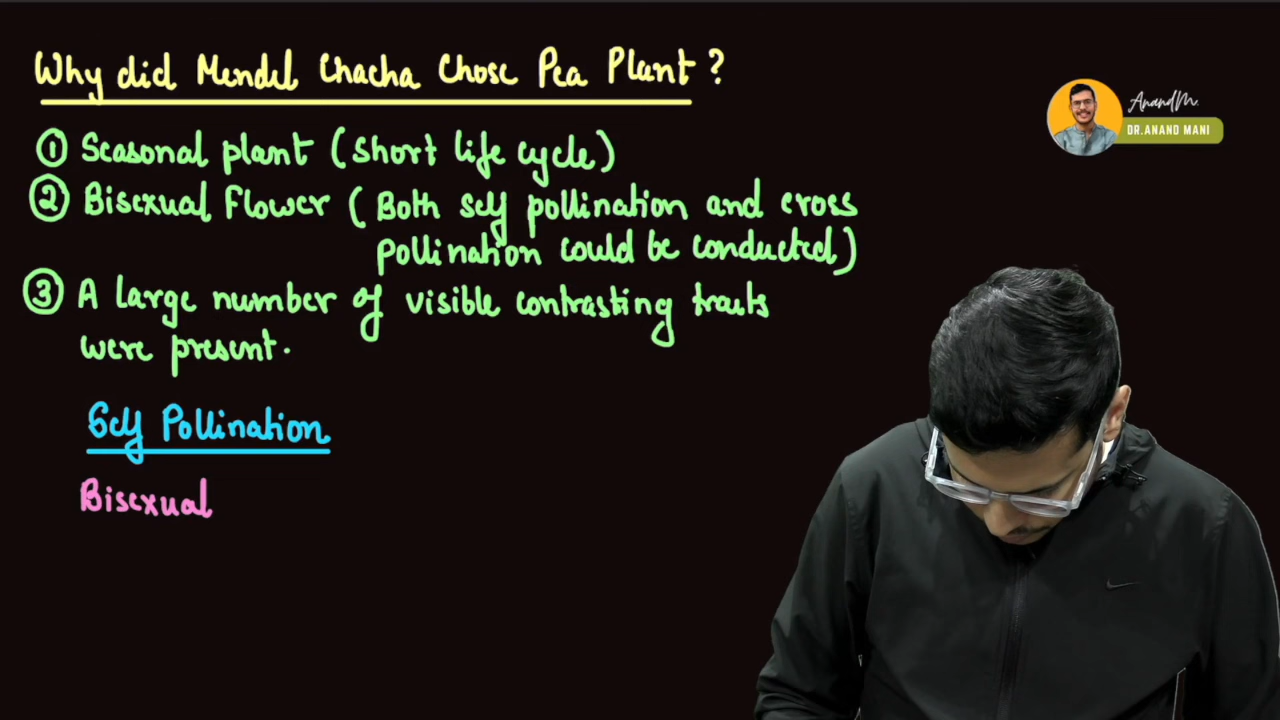 Why did Mendel Chacha Chose Pea Plant?
AnandM.
DR.ANAND MANI
① Seasonal plant (Short life cycle)
② Bisexual Flower (Both self pollination and cross
pollination could be conducted)
③ A large number of visible contrasting traits
were present.
Self Pollination
Bisexual